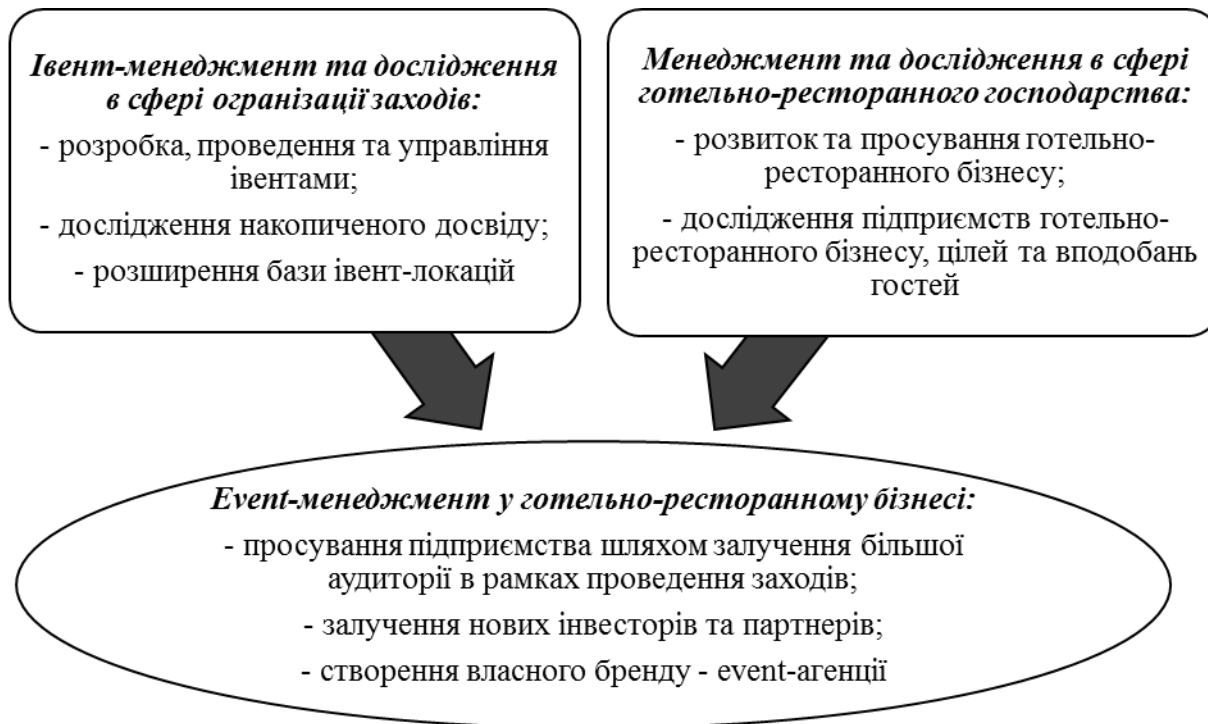 Івент-менеджмент та дослідження
в сфері огранізації заходів:
- розробка, проведення та управління
івентами;
- дослідження накопиченого досвіду;
- розширення бази івент-локацій
Менеджмент та дослідження в сфері
готельно-ресторанного господарства:
- розвиток та просування готельно-
ресторанного бізнесу;
- дослідження підприємств готельно-
ресторанного бізнесу, цілей та вподобань
гостей
Event-менеджмент у готельно-ресторанному бізнесі:
- просування підприємства шляхом залучення більшої
аудиторії в рамках проведення заходів;
- залучення нових інвесторів та партнерів;
- створення власного бренду - event-агенції